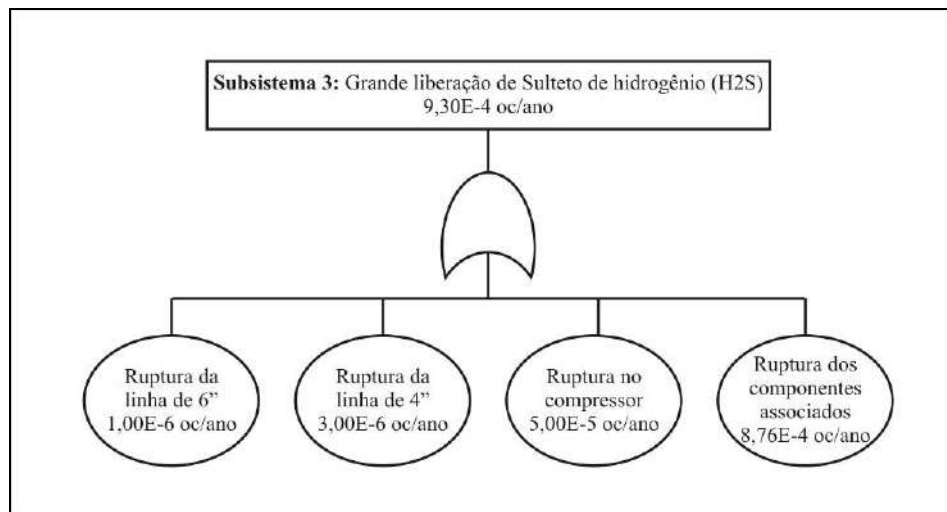 Subsistema 3: Grande liberação de Sulteto de hidrogênio (H2S)
9,30E-4 oc/ano
Ruptura da
linha de 6”
1,00E-6 oc/ano
Ruptura da
linha de 4”
3,00E-6 oc/ano
Ruptura no
compressor
5,00E-5 oc/ano
Ruptura dos
componentes
associados
8,76E-4 oc/ano